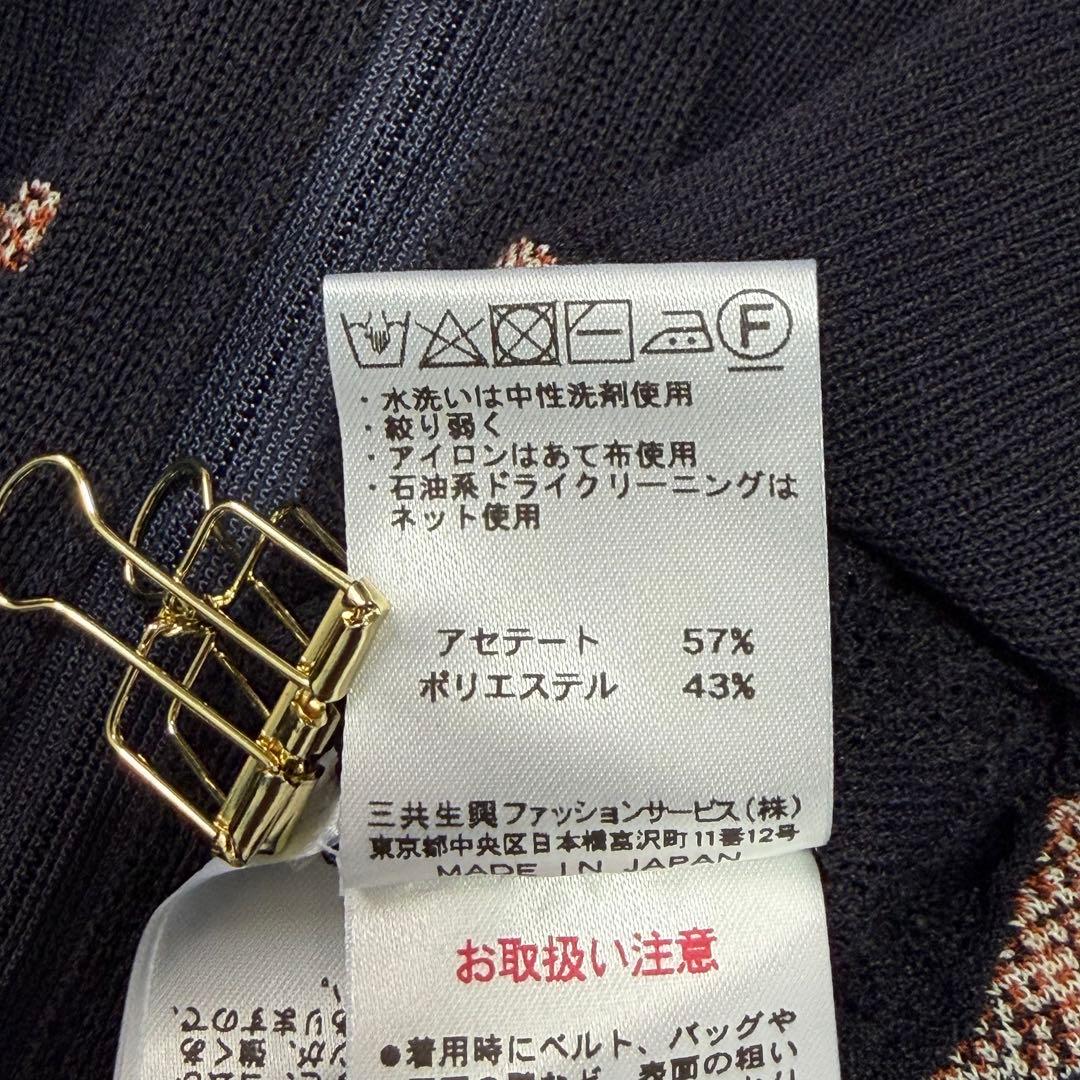 F
・水洗いは中性洗剤使用
・絞り弱く
・アイロンはあて布使用
・石油系ドライクリーニングは
ネット使用
アセテート 57%
ポリエステル 43%
三共生興ファッションサービス(株)
東京都中央区日本橋富沢町11番12号
MADE IN JAPAN
お取扱い注意
●着用時にベルト、バッグや